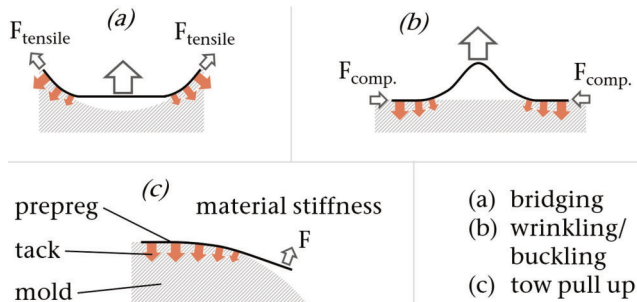 (a)
F_tensile
F_tensile
(b)
F_comp.
F_comp.
(c)
prepreg
material stiffness
tack
F
mold
(a) bridging
(b) wrinkling/
buckling
(c) tow pull up